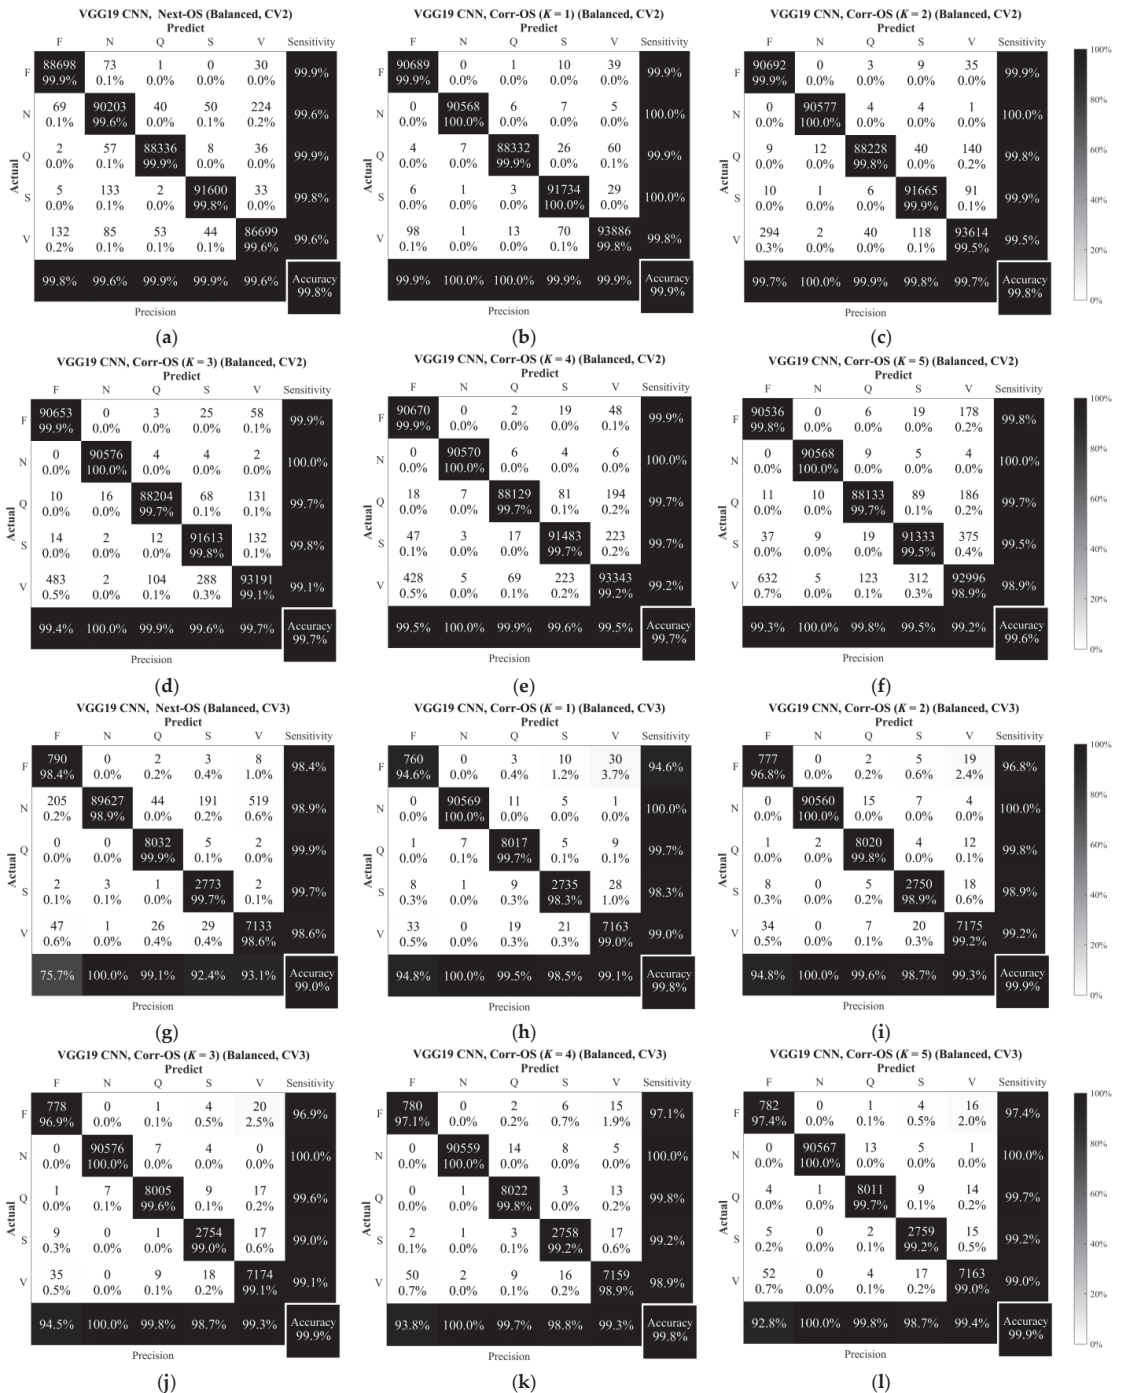 VGG19 CNN, Next-OS (Balanced, CV2)
Predict
F N Q S V Sensitivity
Actual
F 88698 73 1 0 30 99.9%
99.9% 0.1% 0.0% 0.0% 0.0%
N 69 90203 40 50 224 99.6%
0.1% 99.6% 0.0% 0.1% 0.2%
Q 2 57 88336 8 36 99.9%
0.0% 0.1% 99.9% 0.0% 0.0%
S 5 133 2 91600 33 99.8%
0.0% 0.1% 0.0% 99.8% 0.0%
V 132 85 53 44 86699 99.6%
0.2% 0.1% 0.1% 0.1% 99.6%
99.8% 99.6% 99.9% 99.9% 99.6% Accuracy
99.8%
Precision
(a)
VGG19 CNN, Corr-OS (K = 1) (Balanced, CV2)
Predict
F N Q S V Sensitivity
Actual
F 90689 0 1 10 39 99.9%
99.9% 0.0% 0.0% 0.0% 0.0%
N 0 90568 6 7 5 100.0%
0.0% 100.0% 0.0% 0.0% 0.0%
Q 4 7 88332 26 60 99.9%
0.0% 0.0% 99.9% 0.0% 0.1%
S 6 1 3 91734 29 100.0%
0.0% 0.0% 0.0% 100.0% 0.0%
V 98 1 13 70 93886 99.8%
0.1% 0.0% 0.0% 0.1% 99.8%
99.9% 100.0% 100.0% 99.9% 99.9% Accuracy
99.9%
Precision
(b)
VGG19 CNN, Corr-OS (K = 2) (Balanced, CV2)
Predict
F N Q S V Sensitivity
Actual
F 90692 0 3 9 35 99.9%
99.9% 0.0% 0.0% 0.0% 0.0%
N 0 90577 4 4 1 100.0%
0.0% 100.0% 0.0% 0.0% 0.0%
Q 9 12 88228 40 140 99.8%
0.0% 0.0% 99.8% 0.0% 0.2%
S 10 1 6 91665 91 99.9%
0.0% 0.0% 0.0% 99.9% 0.1%
V 294 2 40 118 93614 99.5%
0.3% 0.0% 0.0% 0.1% 99.5%
99.7% 100.0% 99.9% 99.8% 99.7% Accuracy
99.8%
Precision
(c)
100%
80%
60%
40%
20%
0%
VGG19 CNN, Corr-OS (K = 3) (Balanced, CV2)
Predict
F N Q S V Sensitivity
Actual
F 90653 0 3 25 58 99.9%
99.9% 0.0% 0.0% 0.0% 0.1%
N 0 90576 4 4 2 100.0%
0.0% 100.0% 0.0% 0.0% 0.0%
Q 10 16 88204 68 131 99.7%
0.0% 0.0% 99.7% 0.1% 0.1%
S 14 2 12 91613 132 99.8%
0.0% 0.0% 0.0% 99.8% 0.1%
V 483 2 104 288 93191 99.1%
0.5% 0.0% 0.1% 0.3% 99.1%
99.4% 100.0% 99.9% 99.6% 99.7% Accuracy
99.7%
Precision
(d)
VGG19 CNN, Corr-OS (K = 4) (Balanced, CV2)
Predict
F N Q S V Sensitivity
Actual
F 90670 0 2 19 48 99.9%
99.9% 0.0% 0.0% 0.0% 0.1%
N 0 90570 6 4 6 100.0%
0.0% 100.0% 0.0% 0.0% 0.0%
Q 18 7 88129 81 194 99.7%
0.0% 0.0% 99.7% 0.1% 0.2%
S 47 3 17 91483 223 99.7%
0.1% 0.0% 0.0% 99.7% 0.2%
V 428 5 69 223 93343 99.2%
0.5% 0.0% 0.1% 0.2% 99.2%
99.5% 100.0% 99.9% 99.6% 99.5% Accuracy
99.7%
Precision
(e)
VGG19 CNN, Corr-OS (K = 5) (Balanced, CV2)
Predict
F N Q S V Sensitivity
Actual
F 90536 0 6 19 178 99.8%
99.8% 0.0% 0.0% 0.0% 0.2%
N 0 90568 9 5 4 100.0%
0.0% 100.0% 0.0% 0.0% 0.0%
Q 11 10 88133 89 186 99.7%
0.0% 0.0% 99.7% 0.1% 0.2%
S 37 9 19 91333 375 99.5%
0.0% 0.0% 0.0% 99.5% 0.4%
V 632 5 123 312 92996 98.9%
0.7% 0.0% 0.1% 0.3% 98.9%
99.3% 100.0% 99.8% 99.5% 99.2% Accuracy
99.6%
Precision
(f)
100%
80%
60%
40%
20%
0%
VGG19 CNN, Next-OS (Balanced, CV3)
Predict
F N Q S V Sensitivity
Actual
F 790 0 2 3 8 98.4%
98.4% 0.0% 0.2% 0.4% 1.0%
N 205 89627 44 191 519 98.9%
0.2% 98.9% 0.0% 0.2% 0.6%
Q 0 0 8032 5 2 99.9%
0.0% 0.0% 99.9% 0.1% 0.0%
S 2 3 1 2773 2 99.7%
0.1% 0.1% 0.0% 99.7% 0.1%
V 47 1 26 29 7133 98.6%
0.6% 0.0% 0.4% 0.4% 98.6%
75.7% 100.0% 99.1% 92.4% 93.1% Accuracy
99.0%
Precision
(g)
VGG19 CNN, Corr-OS (K = 1) (Balanced, CV3)
Predict
F N Q S V Sensitivity
Actual
F 760 0 3 10 30 94.6%
94.6% 0.0% 0.4% 1.2% 3.7%
N 0 90569 11 5 1 100.0%
0.0% 100.0% 0.0% 0.0% 0.0%
Q 1 7 8017 5 9 99.7%
0.0% 0.1% 99.7% 0.1% 0.1%
S 8 1 9 2735 28 98.3%
0.3% 0.0% 0.3% 98.3% 1.0%
V 33 0 19 21 7163 99.0%
0.5% 0.0% 0.3% 0.3% 99.0%
94.8% 100.0% 99.5% 98.5% 99.1% Accuracy
99.8%
Precision
(h)
VGG19 CNN, Corr-OS (K = 2) (Balanced, CV3)
Predict
F N Q S V Sensitivity
Actual
F 777 0 2 5 19 96.8%
96.8% 0.0% 0.2% 0.6% 2.4%
N 0 90560 15 7 4 100.0%
0.0% 100.0% 0.0% 0.0% 0.0%
Q 1 2 8020 4 12 99.8%
0.0% 0.0% 99.8% 0.0% 0.1%
S 8 0 5 2750 18 98.9%
0.3% 0.0% 0.2% 98.9% 0.6%
V 34 0 7 20 7175 99.2%
0.5% 0.0% 0.1% 0.3% 99.2%
94.8% 100.0% 99.6% 98.7% 99.3% Accuracy
99.9%
Precision
(i)
100%
80%
60%
40%
20%
0%
VGG19 CNN, Corr-OS (K = 3) (Balanced, CV3)
Predict
F N Q S V Sensitivity
Actual
F 778 0 1 4 20 96.9%
96.9% 0.0% 0.1% 0.5% 2.5%
N 0 90576 7 4 0 100.0%
0.0% 100.0% 0.0% 0.0% 0.0%
Q 1 7 8005 9 17 99.6%
0.0% 0.1% 99.6% 0.1% 0.2%
S 9 0 1 2754 17 99.0%
0.3% 0.0% 0.0% 99.0% 0.6%
V 35 0 9 18 7174 99.1%
0.5% 0.0% 0.1% 0.2% 99.1%
94.5% 100.0% 99.8% 98.7% 99.3% Accuracy
99.9%
Precision
(j)
VGG19 CNN, Corr-OS (K = 4) (Balanced, CV3)
Predict
F N Q S V Sensitivity
Actual
F 780 0 2 6 15 97.1%
97.1% 0.0% 0.2% 0.7% 1.9%
N 0 90559 14 8 5 100.0%
0.0% 100.0% 0.0% 0.0% 0.0%
Q 0 1 8022 3 13 99.8%
0.0% 0.0% 99.8% 0.0% 0.2%
S 2 1 3 2758 17 99.2%
0.1% 0.0% 0.1% 99.2% 0.6%
V 50 2 9 16 7159 98.9%
0.7% 0.0% 0.1% 0.2% 98.9%
93.8% 100.0% 99.7% 98.8% 99.3% Accuracy
99.8%
Precision
(k)
VGG19 CNN, Corr-OS (K = 5) (Balanced, CV3)
Predict
F N Q S V Sensitivity
Actual
F 782 0 1 4 16 97.4%
97.4% 0.0% 0.1% 0.5% 2.0%
N 0 90567 13 5 1 100.0%
0.0% 100.0% 0.0% 0.0% 0.0%
Q 4 1 8011 9 14 99.7%
0.0% 0.0% 99.7% 0.1% 0.2%
S 5 0 2 2759 15 99.2%
0.2% 0.0% 0.1% 99.2% 0.5%
V 52 0 4 17 7163 99.0%
0.7% 0.0% 0.1% 0.2% 99.0%
92.8% 100.0% 99.8% 98.7% 99.4% Accuracy
99.9%
Precision
(l)
100%
80%
60%
40%
20%
0%